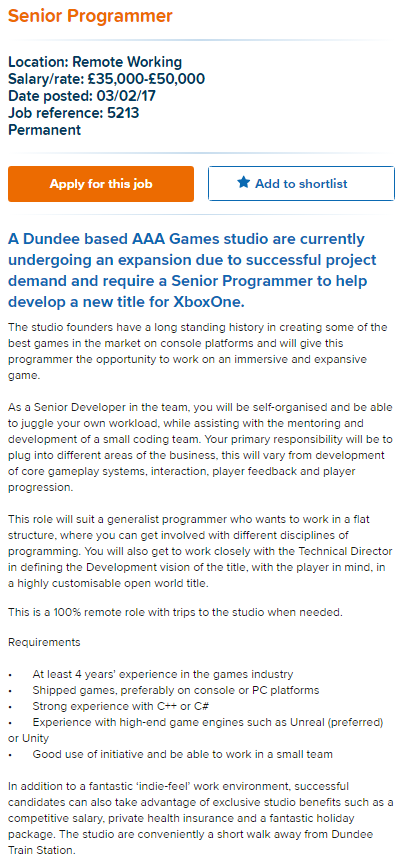 Senior Programmer
Location: Remote Working
Salary/rate: £35,000-£50,000
Date posted: 03/02/17
Job reference: 5213
Permanent
Apply for this job
Add to shortlist
A Dundee based AAA Games studio are currently
undergoing an expansion due to successful project
demand and require a Senior Programmer to help
develop a new title for XboxOne.
The studio founders have a long standing history in creating some of the
best games in the market on console platforms and will give this
programmer the opportunity to work on an immersive and expansive
game.
As a Senior Developer in the team, you will be self-organised and be able
to juggle your own workload, while assisting with the mentoring and
development of a small coding team. Your primary responsibility will be to
plug into different areas of the business, this will vary from development
of core gameplay systems, interaction, player feedback and player
progression.
This role will suit a generalist programmer who wants to work in a flat
structure, where you can get involved with different disciplines of
programming. You will also get to work closely with the Technical Director
in defining the Development vision of the title, with the player in mind, in
a highly customisable open world title.
This is a 100% remote role with trips to the studio when needed.
Requirements
• At least 4 years' experience in the games industry
• Shipped games, preferably on console or PC platforms
• Strong experience with C++ or C#
• Experience with high-end game engines such as Unreal (preferred)
or Unity
• Good use of initiative and be able to work in a small team
In addition to a fantastic 'indie-feel' work environment, successful
candidates can also take advantage of exclusive studio benefits such as a
competitive salary, private health insurance and a fantastic holiday
package. The studio are conveniently a short walk away from Dundee
Train Station.